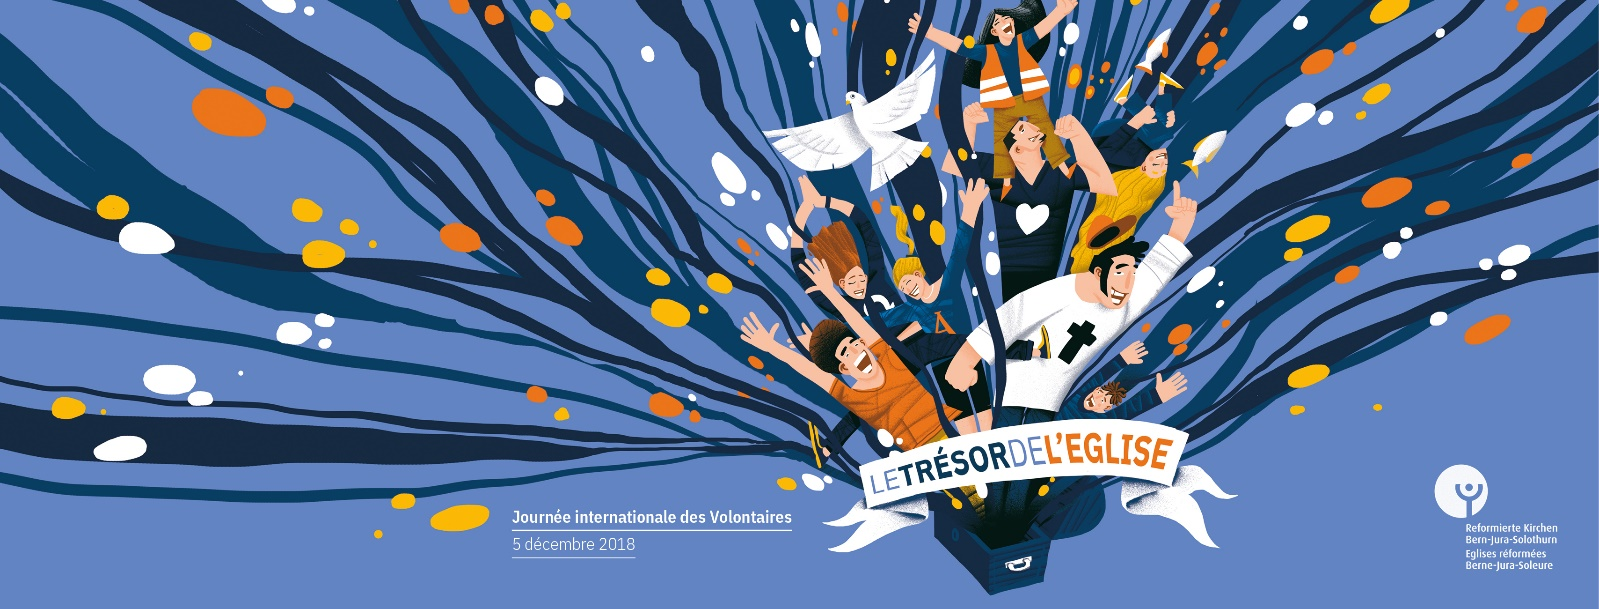 LE TRÉSOR DE L'EGLISE
Journée internationale des Volontaires
5 décembre 2018
Reformierte Kirchen
Bern-Jura-Solothurn
Eglises réformées
Berne-Jura-Soleure